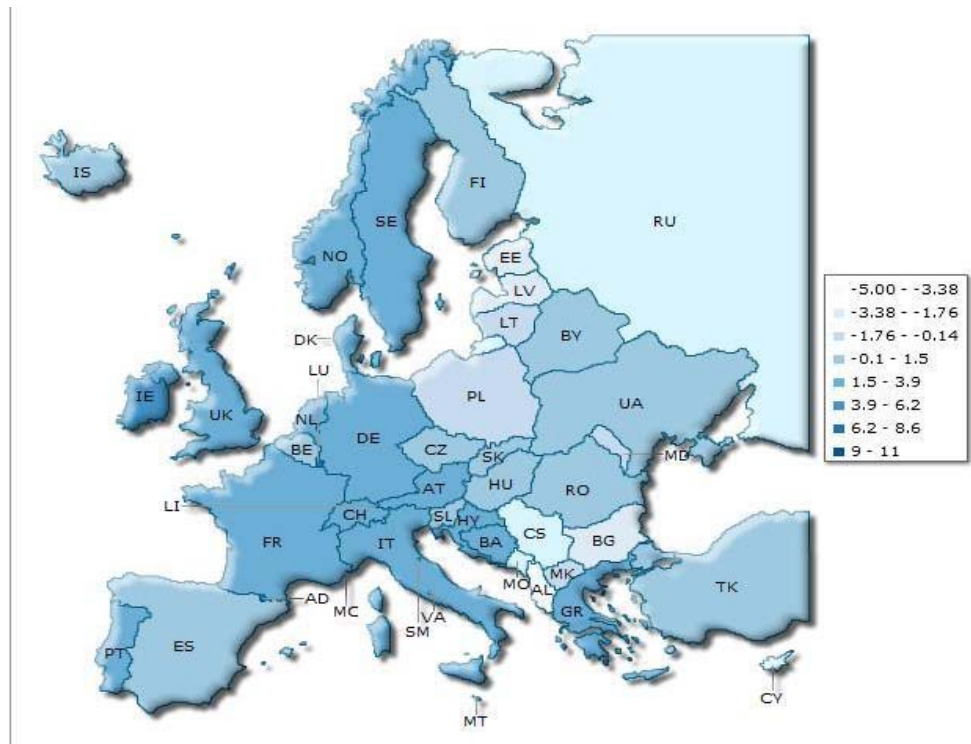 IS
FI
RU
SE
NO
EE
LV
-5.00 - -3.38
-3.38 - -1.76
LT
-1.76 - -0.14
BY
DK
-0.1 - 1.5
LU
1.5 - 3.9
IE
PL
3.9 - 6.2
UA
UK
NL
6.2 - 8.6
DE
9 - 11
BE
CZ
SK
MD
HU
AT
RO
LI
CH
SL
HY
CS
FR
IT
BA
BG
MK
TK
MO
AL
AD
MC
VA
GR
SM
PT
ES
CY
MT